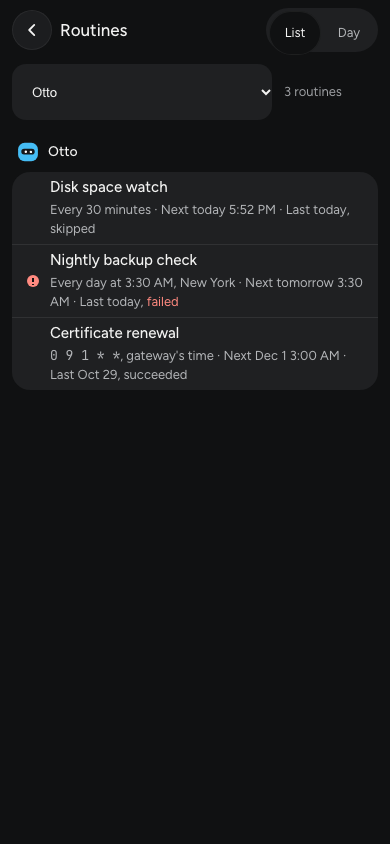 Routines
List
Day
Otto
3 routines
Otto
Disk space watch
Every 30 minutes · Next today 5:52 PM · Last today,
skipped
Nightly backup check
Every day at 3:30 AM, New York · Next tomorrow 3:30
AM · Last today, failed
Certificate renewal
0 9 1 * *, gateway's time · Next Dec 1 3:00 AM ·
Last Oct 29, succeeded